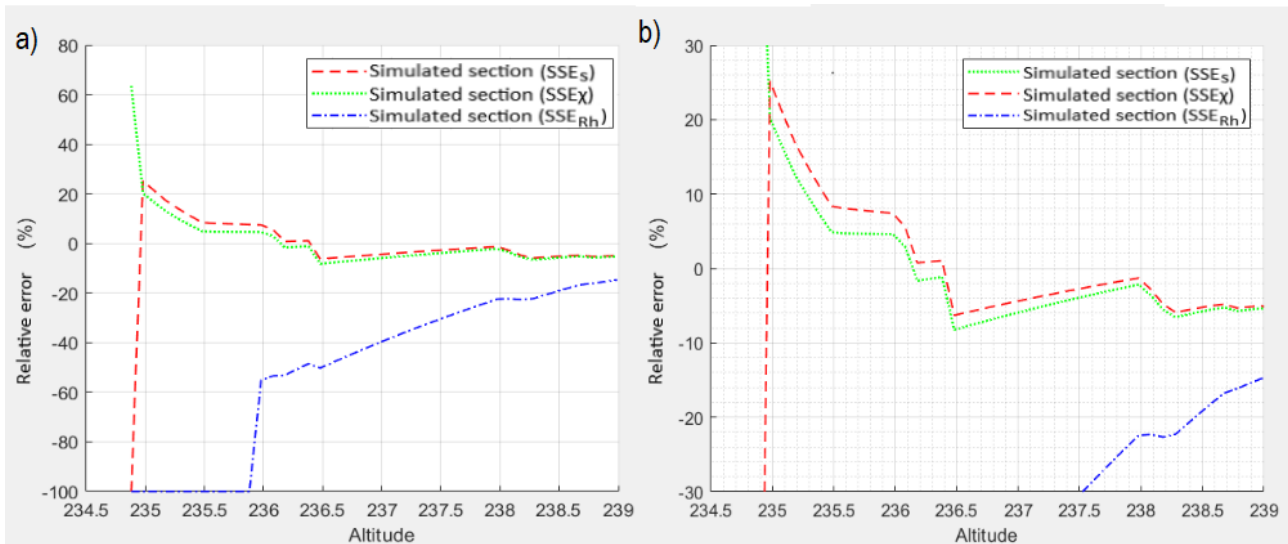 a)
80
60
40
20
0
-20
-40
-60
-80
-100
Relative error (%)
234.5 235 235.5 236 236.5 237 237.5 238 238.5 239
Altitude
Simulated section (SSES)
Simulated section (SSEχ)
Simulated section (SSERh)
b)
30
20
10
0
-10
-20
-30
Relative error (%)
234.5 235 235.5 236 236.5 237 237.5 238 238.5 239
Altitude
Simulated section (SSES)
Simulated section (SSEχ)
Simulated section (SSERh)